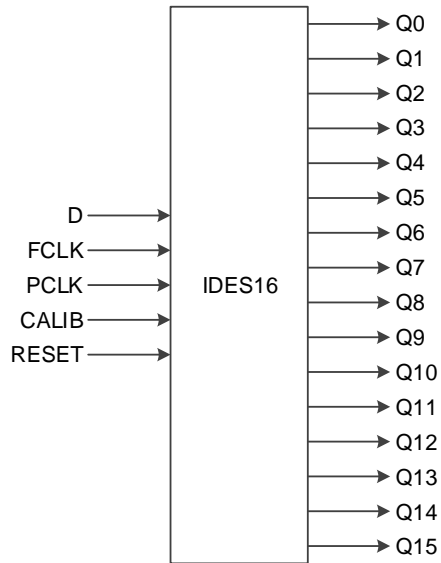 D
FCLK
PCLK
CALIB
RESET
IDES16
Q0
Q1
Q2
Q3
Q4
Q5
Q6
Q7
Q8
Q9
Q10
Q11
Q12
Q13
Q14
Q15